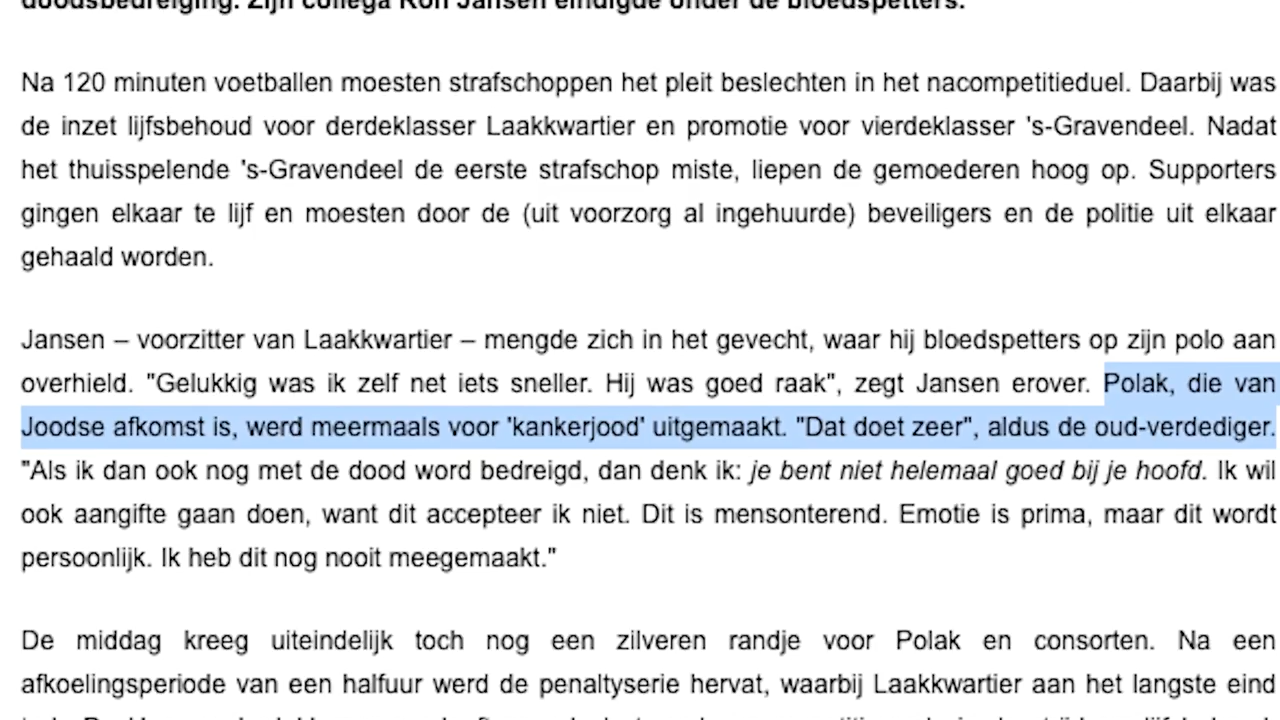 doodsbedreiging. Zijn collega Ron Jansen eindigde onder de bloedspetters.
Na 120 minuten voetballen moesten strafschoppen het pleit beslechten in het nacompetitieduel. Daarbij was
de inzet lijfsbehoud voor derdeklasser Laakkwartier en promotie voor vierdeklasser 's-Gravendeel. Nadat
het thuisspelende 's-Gravendeel de eerste strafschop miste, liepen de gemoederen hoog op. Supporters
gingen elkaar te lijf en moesten door de (uit voorzorg al ingehuurde) beveiligers en de politie uit elkaar
gehaald worden.
Jansen – voorzitter van Laakkwartier – mengde zich in het gevecht, waar hij bloedspetters op zijn polo aan
overhield. "Gelukkig was ik zelf net iets sneller. Hij was goed raak", zegt Jansen erover. Polak, die van
Joodse afkomst is, werd meermaals voor 'kankerjood' uitgemaakt. "Dat doet zeer", aldus de oud-verdediger.
"Als ik dan ook nog met de dood word bedreigd, dan denk ik: je bent niet helemaal goed bij je hoofd. Ik wil
ook aangifte gaan doen, want dit accepteer ik niet. Dit is mensonterend. Emotie is prima, maar dit wordt
persoonlijk. Ik heb dit nog nooit meegemaakt."
De middag kreeg uiteindelijk toch nog een zilveren randje voor Polak en consorten. Na een
afkoelingsperiode van een halfuur werd de penaltyserie hervat, waarbij Laakkwartier aan het langste eind